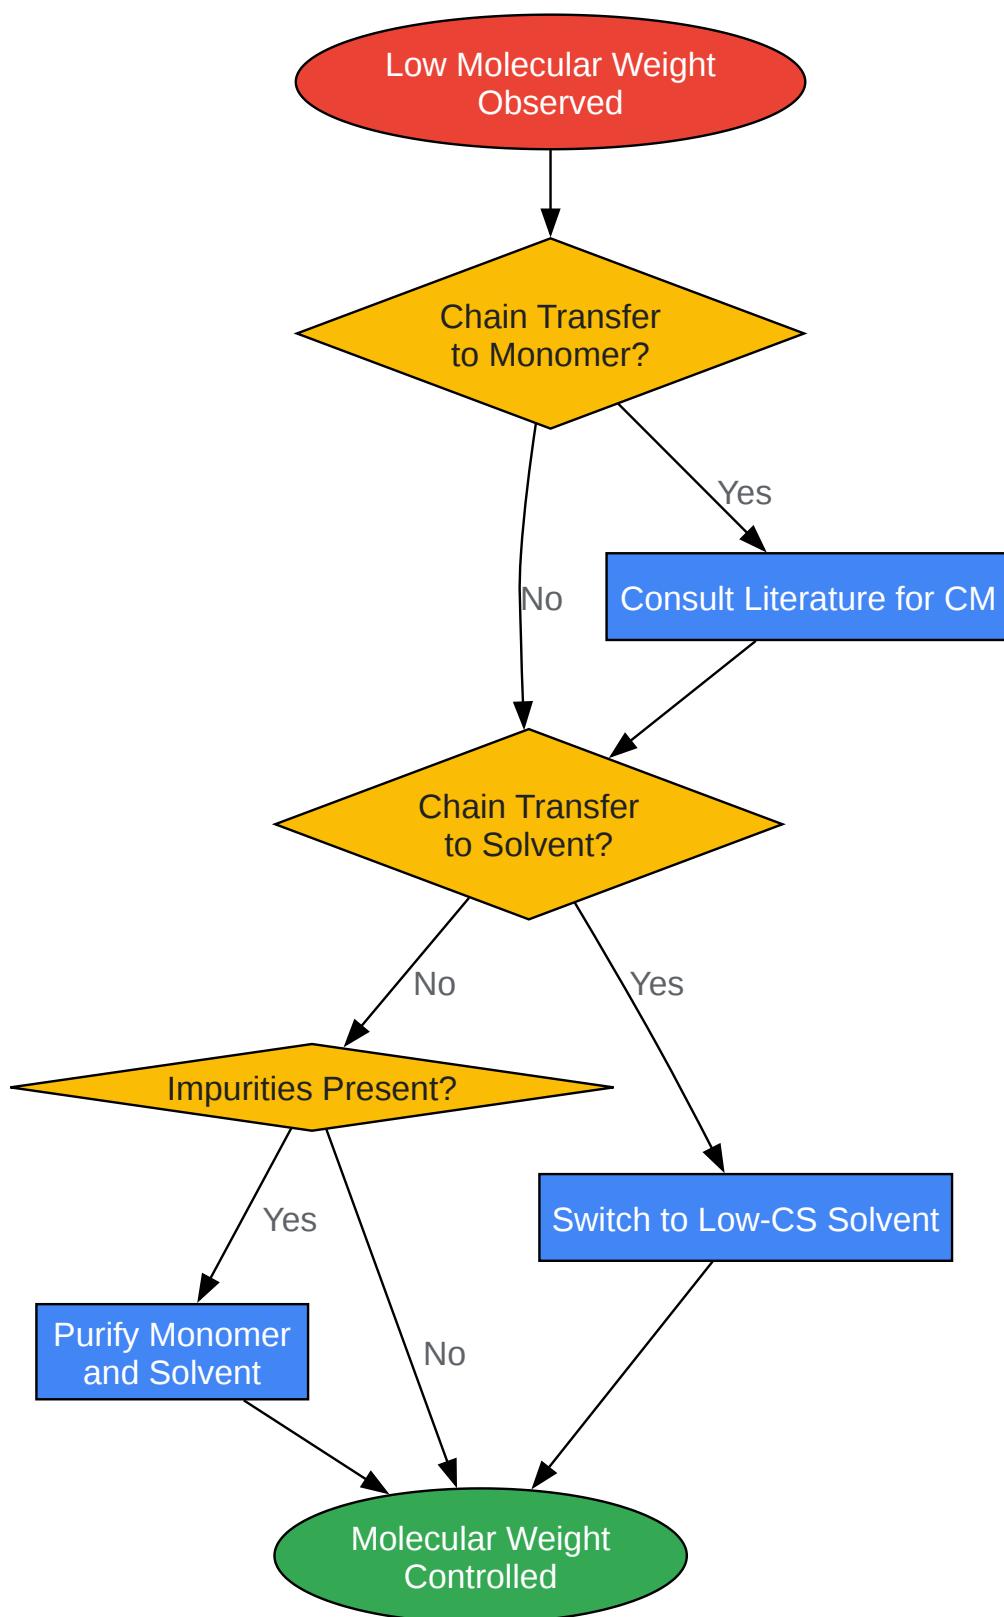 Low Molecular Weight
Observed
Chain Transfer
to Monomer?
Yes
No
Consult Literature for CM
Chain Transfer
to Solvent?
No
Yes
Impurities Present?
Yes
Switch to Low-CS Solvent
Purify Monomer
and Solvent
No
Molecular Weight
Controlled